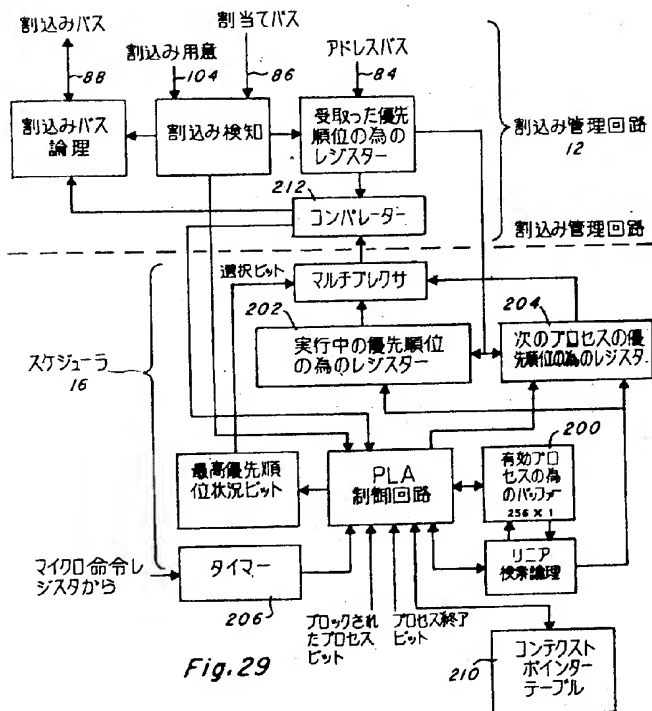 割込みバス
88
割込み用意
104
割当てバス
86
アドレスバス
84
割込みバス
論理
割込み検知
受取った優先
順位の為の
レジスター
割込み管理回路
12
212
コンパレーター
割込み管理回路
選択ビット
マルチプレクサ
202
実行中の優先順位
の為のレジスター
204
次のプロセスの優
先順位の為のレジスタ
スケジューラ
16
最高優先順
位状況ビット
PLA
制御回路
200
有効プロ
セスの為
のバッファー
256 × 1
マイクロ命令レ
ジスタから
タイマー
206
リニア
検索論理
ブロックされ
たプロセス
ビット
プロセス終了
ビット
210
コンテクスト
ポインター
テーブル
Fig.29